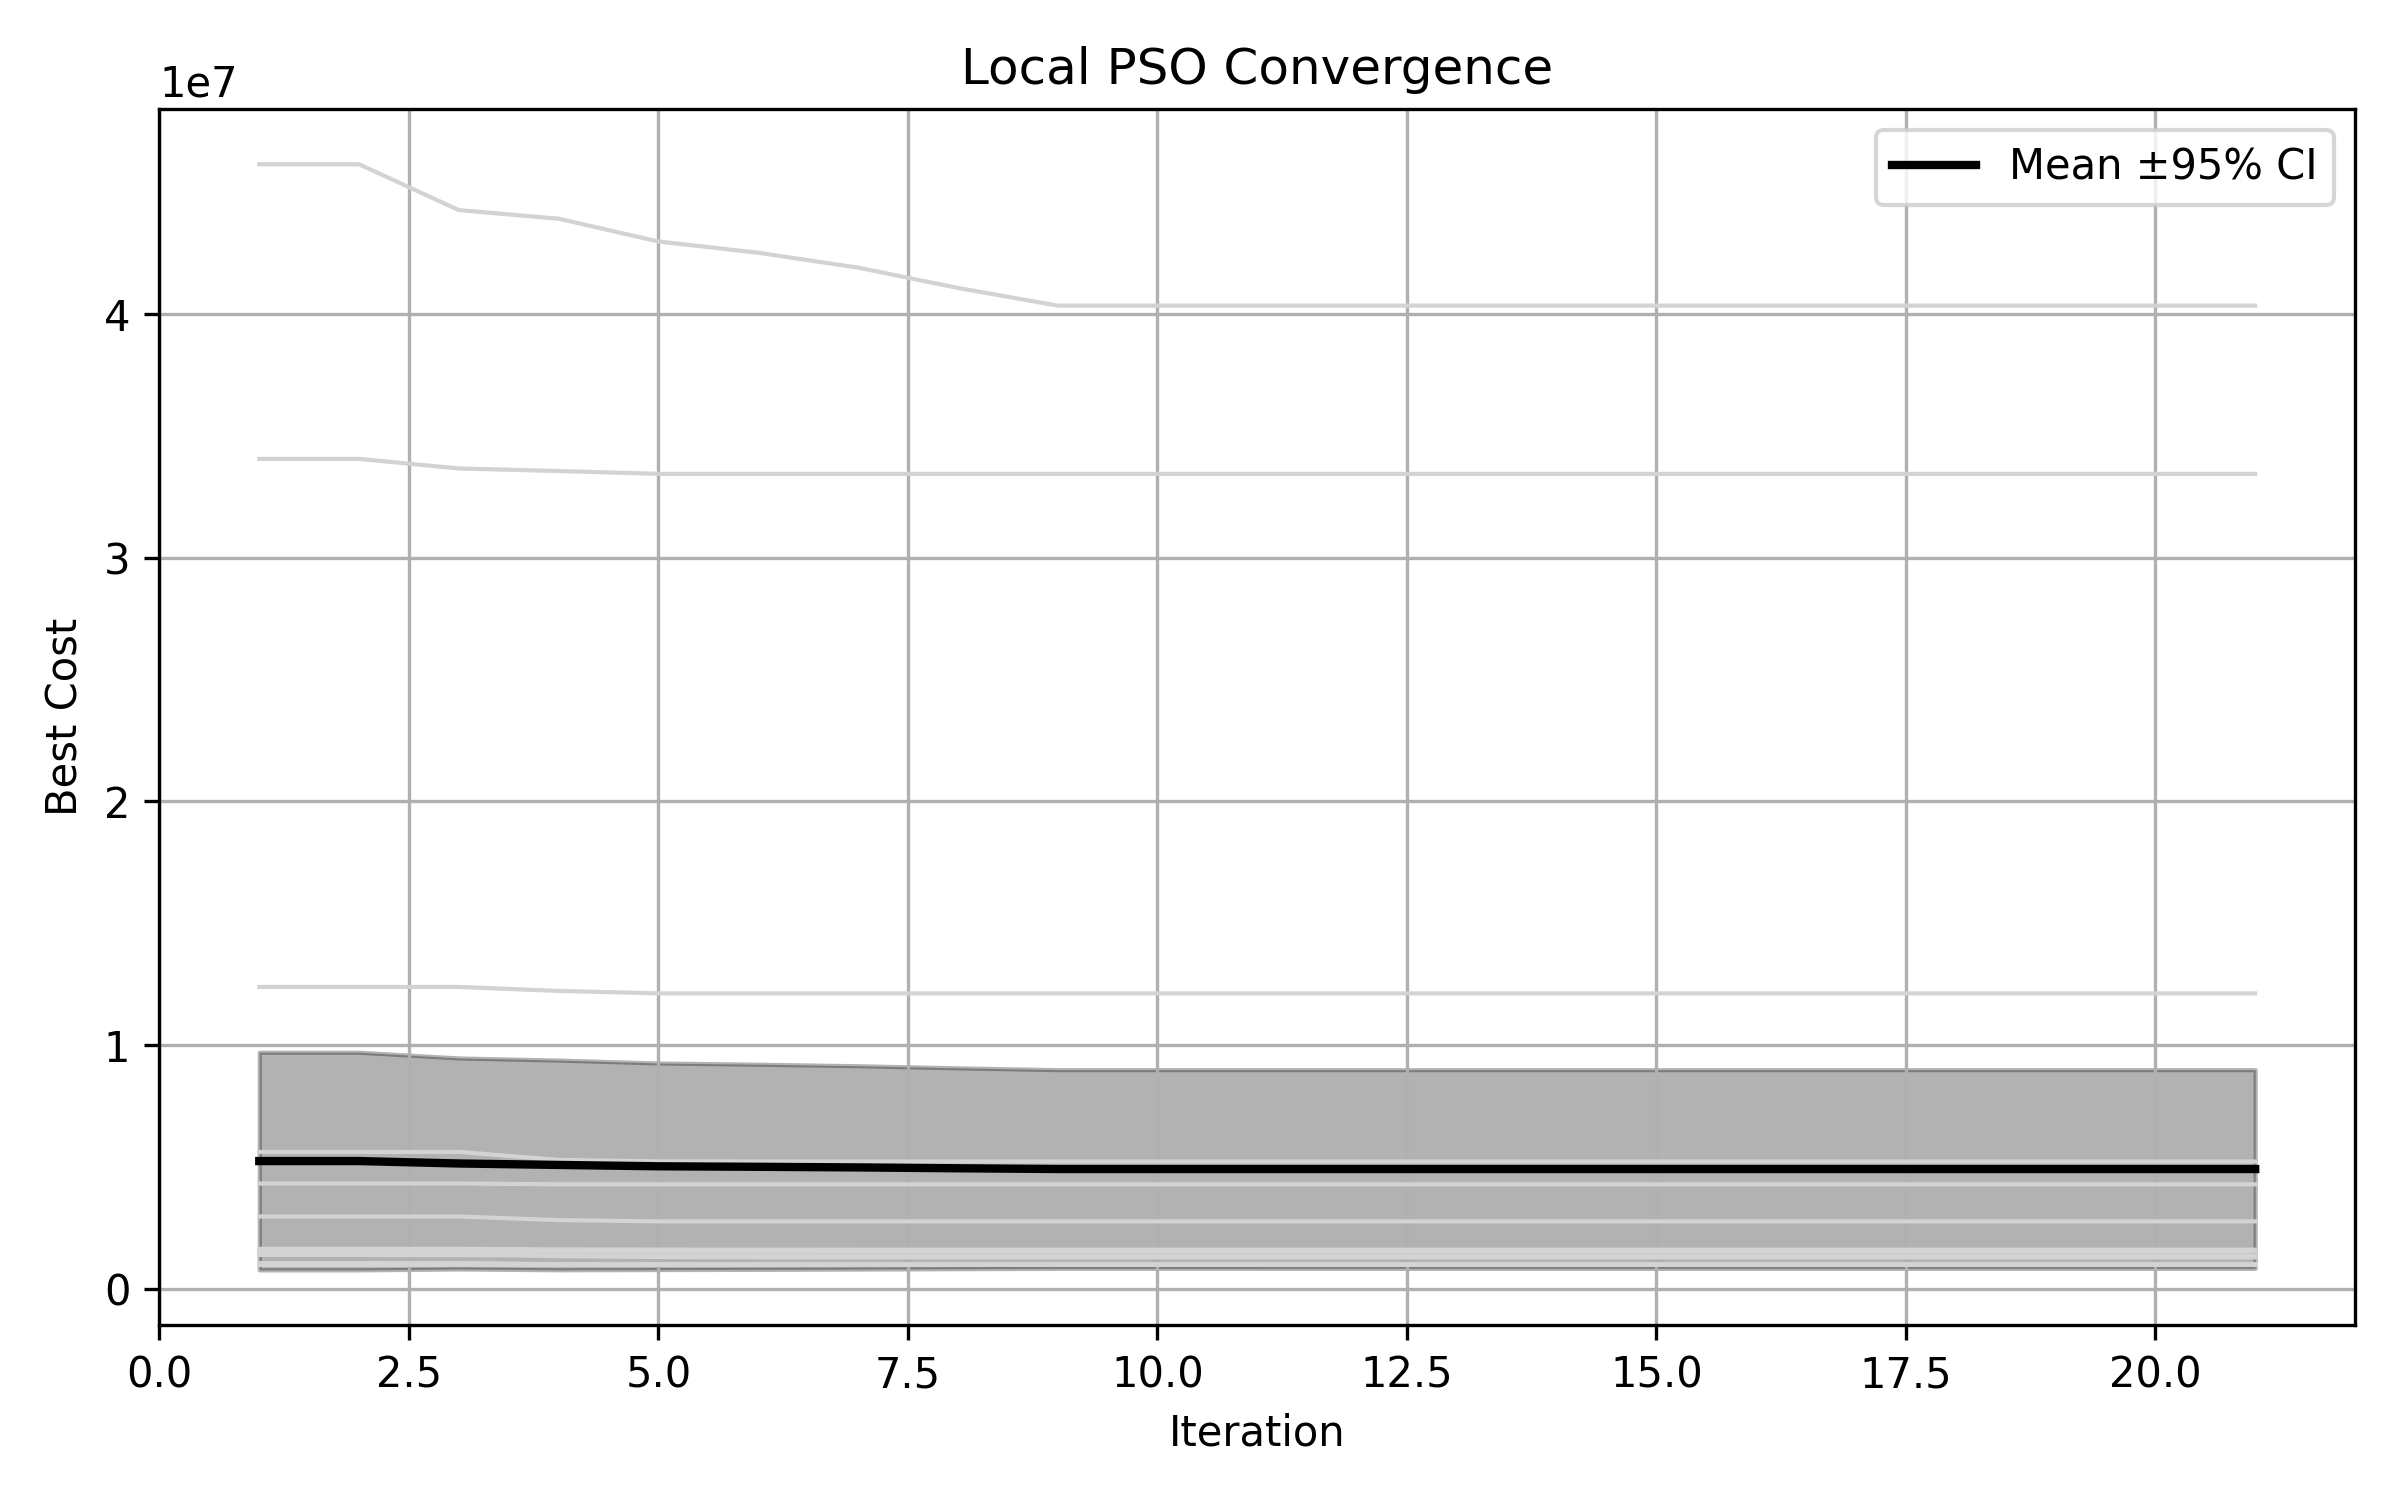 Local PSO Convergence
1e7
Mean ±95% CI
4
3
2
1
0
Best Cost
0.0 2.5 5.0 7.5 10.0 12.5 15.0 17.5 20.0
Iteration